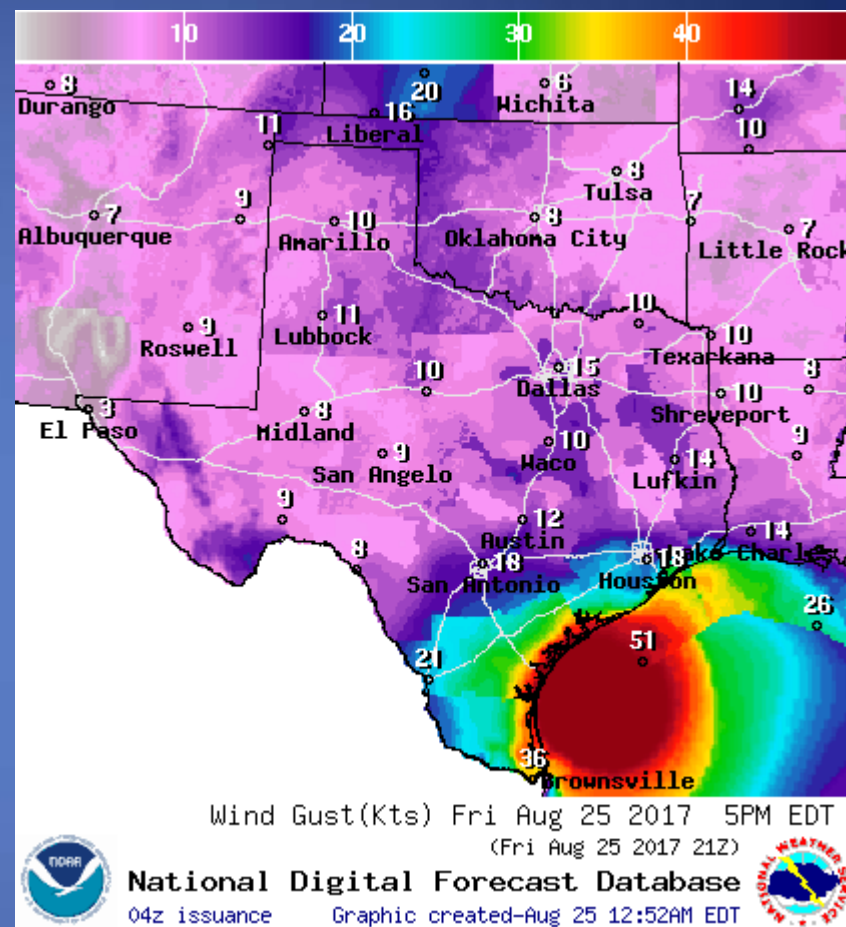 10 20 30 40
8 20 6 14
Durango 16 Wichita
11 Liberal 10
8
Tulsa
9 7
7 10 8 7
Albuquerque Amarillo Oklahoma City Little Rock
11 10
9 Lubbock 10
Roswell Texarkana
15
Dallas
10 10 8
3 8 Shreveport
El Paso Midland
9 10 9
San Angelo Waco 14
Lufkin
9 12 14
Austin
8 18 18 Lake Charl
San Antonio Houston
26
51
21
36
Brownsville
Wind Gust(Kts) Fri Aug 25 2017 5PM EDT
(Fri Aug 25 2017 21Z)
NOAA
National Digital Forecast Database
04z issuance Graphic created-Aug 25 12:52AM EDT
NATIONAL WEATHER SERVICE